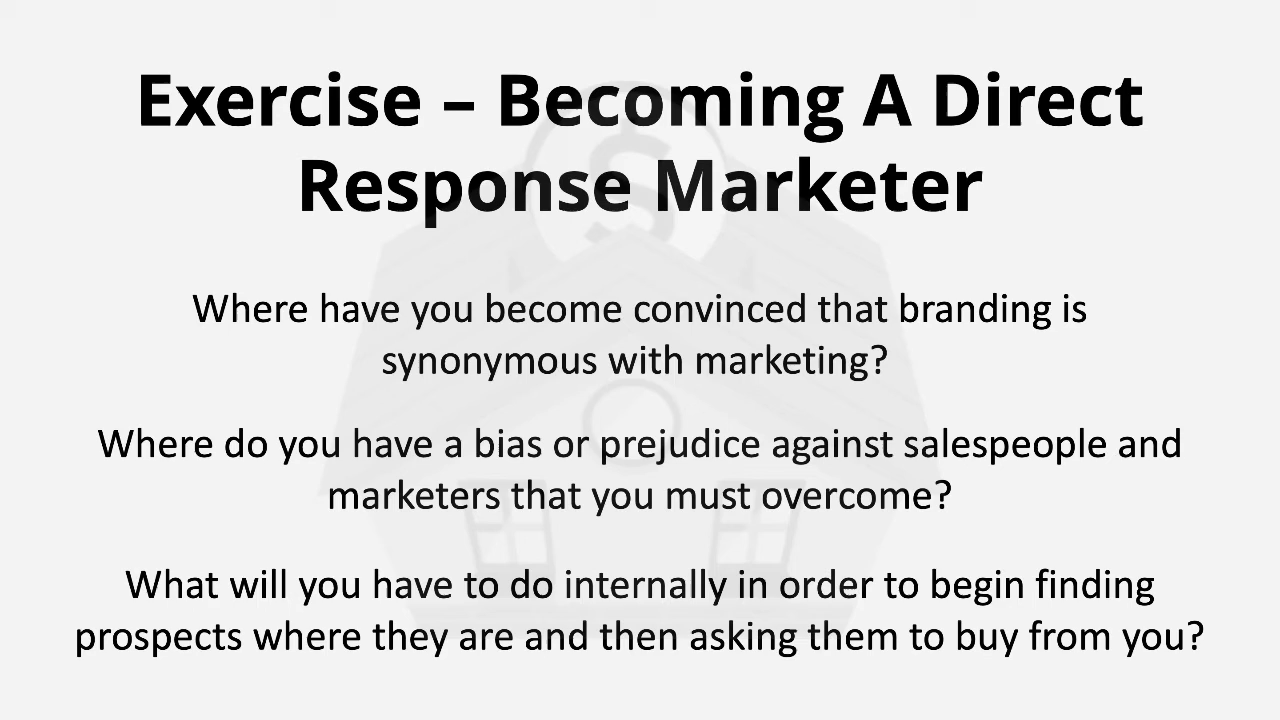 Exercise – Becoming A Direct
Response Marketer
Where have you become convinced that branding is
synonymous with marketing?
Where do you have a bias or prejudice against salespeople and
marketers that you must overcome?
What will you have to do internally in order to begin finding
prospects where they are and then asking them to buy from you?